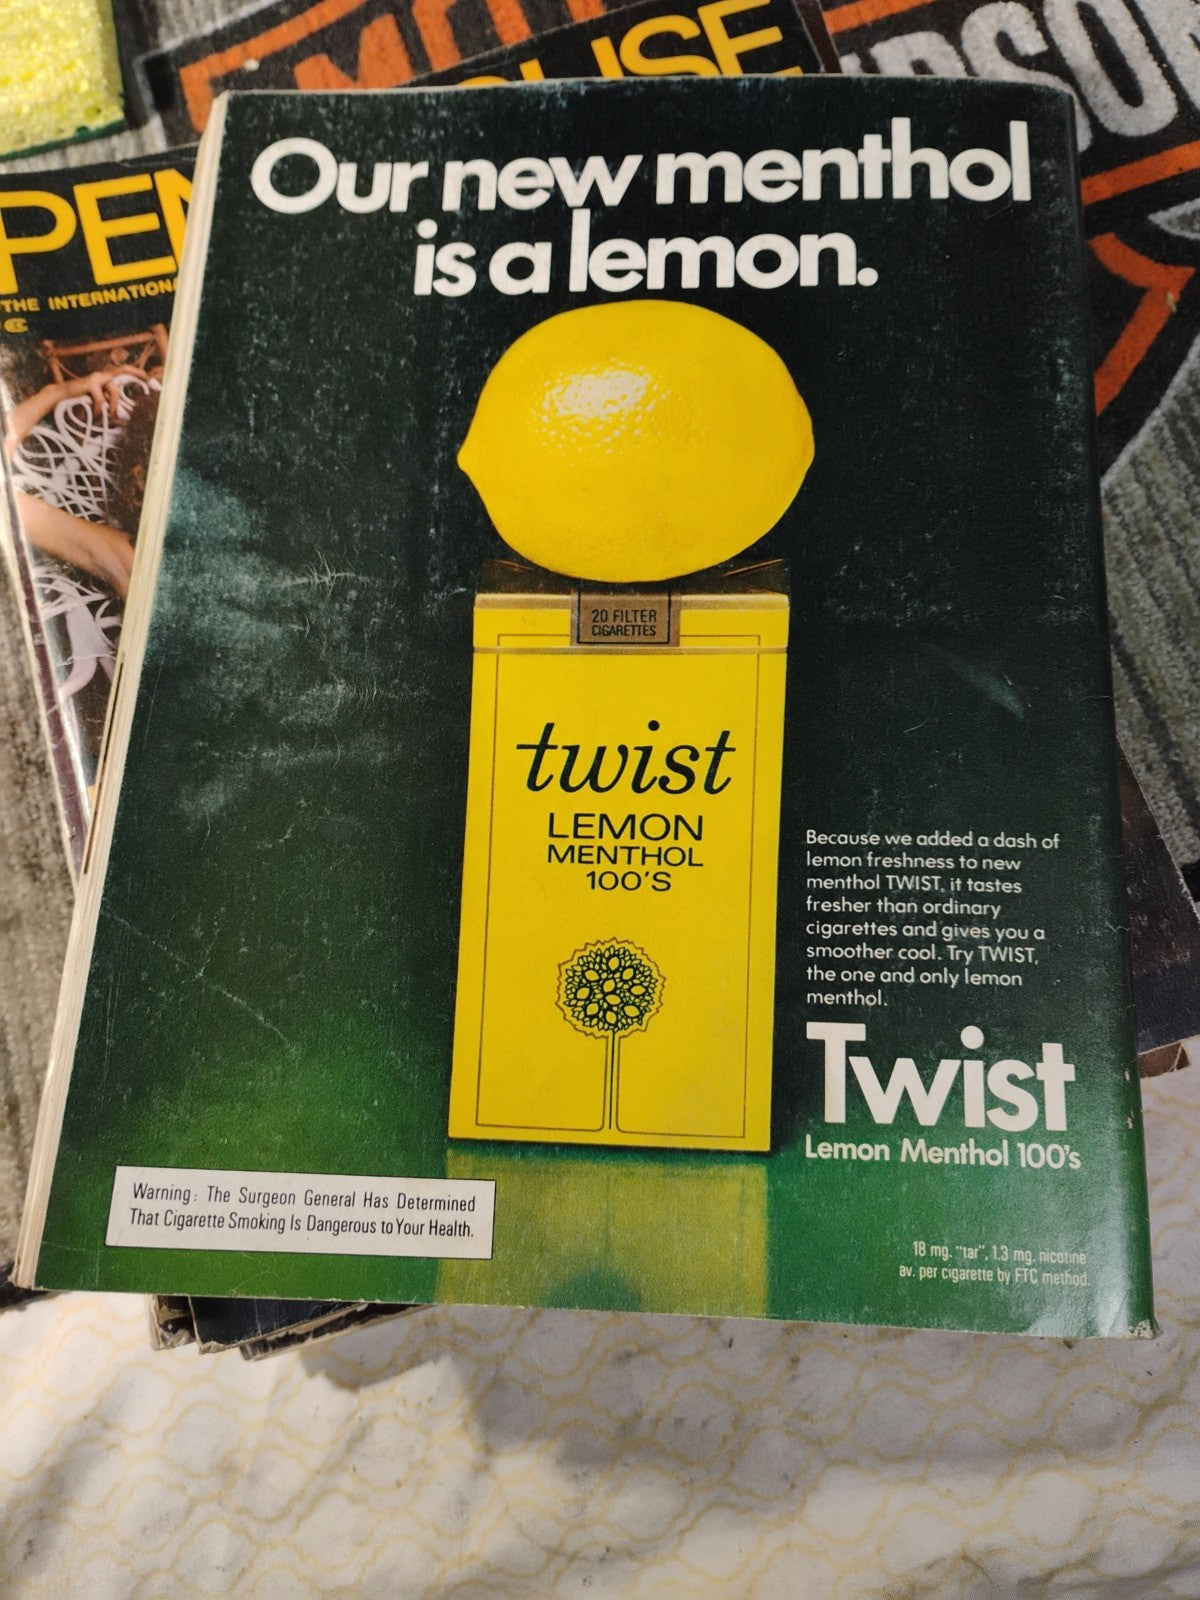 OUSE
PEN
THE INTERNATIONA
Our new menthol
is a lemon.
20 FILTER
CIGARETTES
twist
LEMON
MENTHOL
100'S
Because we added a dash of
lemon freshness to new
menthol TWIST, it tastes
fresher than ordinary
cigarettes and gives you a
smoother cool. Try TWIST,
the one and only lemon
menthol.
Twist
Lemon Menthol 100's
Warning: The Surgeon General Has Determined
That Cigarette Smoking Is Dangerous to Your Health.
18 mg. "tar", 1.3 mg. nicotine
av. per cigarette by FTC method.